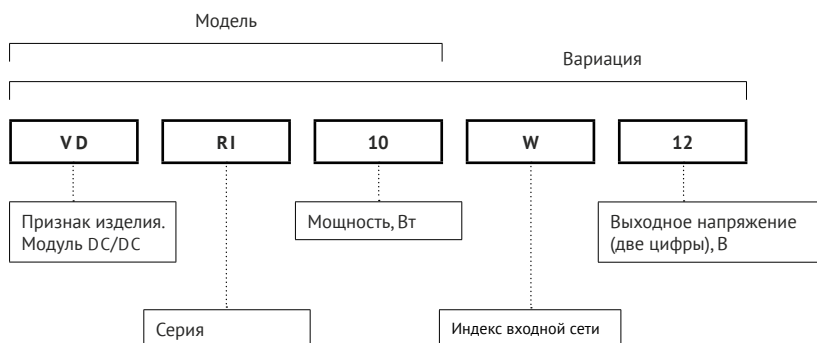 Модель
Вариация
VD
RI
10
W
12
Признак изделия.
Модуль DC/DC
Мощность, Вт
Выходное напряжение
(две цифры), В
Серия
Индекс входной сети